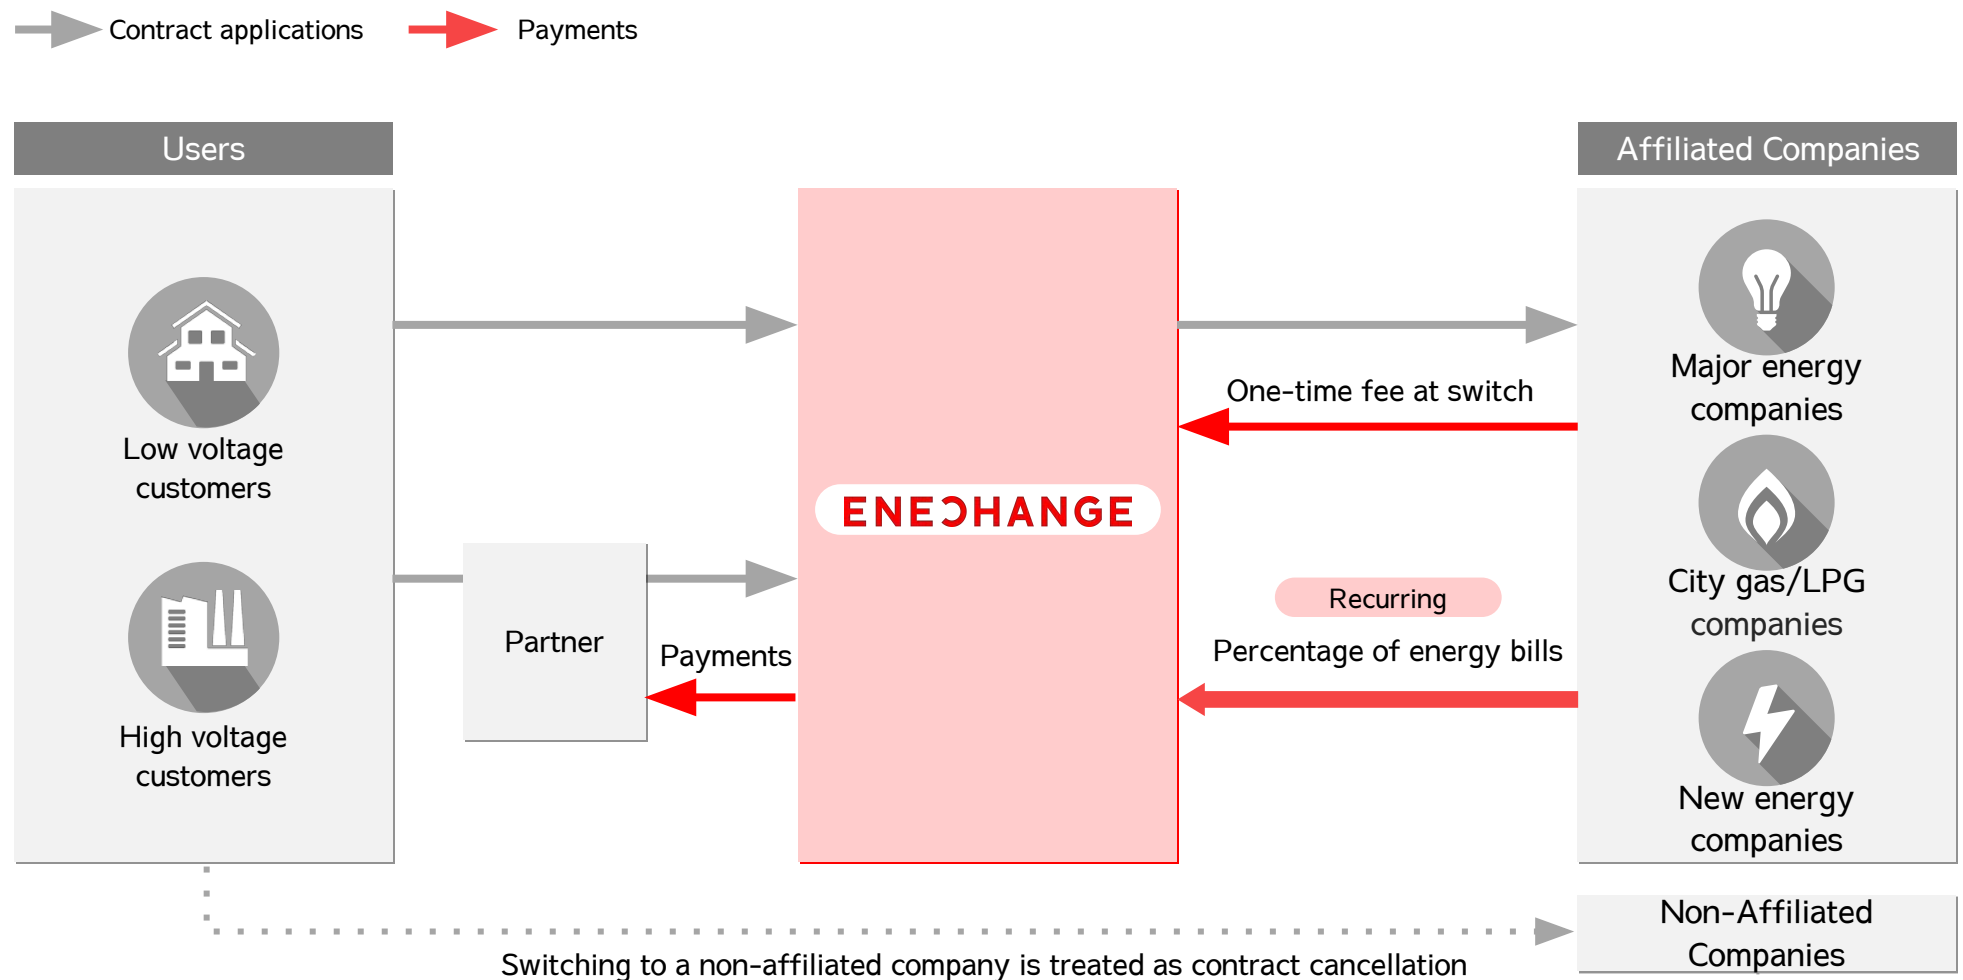 Contract applications
Payments
Users
Affiliated Companies
Low voltage
customers
High voltage
customers
Partner
Payments
ENECHANGE
One-time fee at switch
Recurring
Percentage of energy bills
Major energy
companies
City gas/LPG
companies
New energy
companies
Non-Affiliated
Companies
Switching to a non-affiliated company is treated as contract cancellation